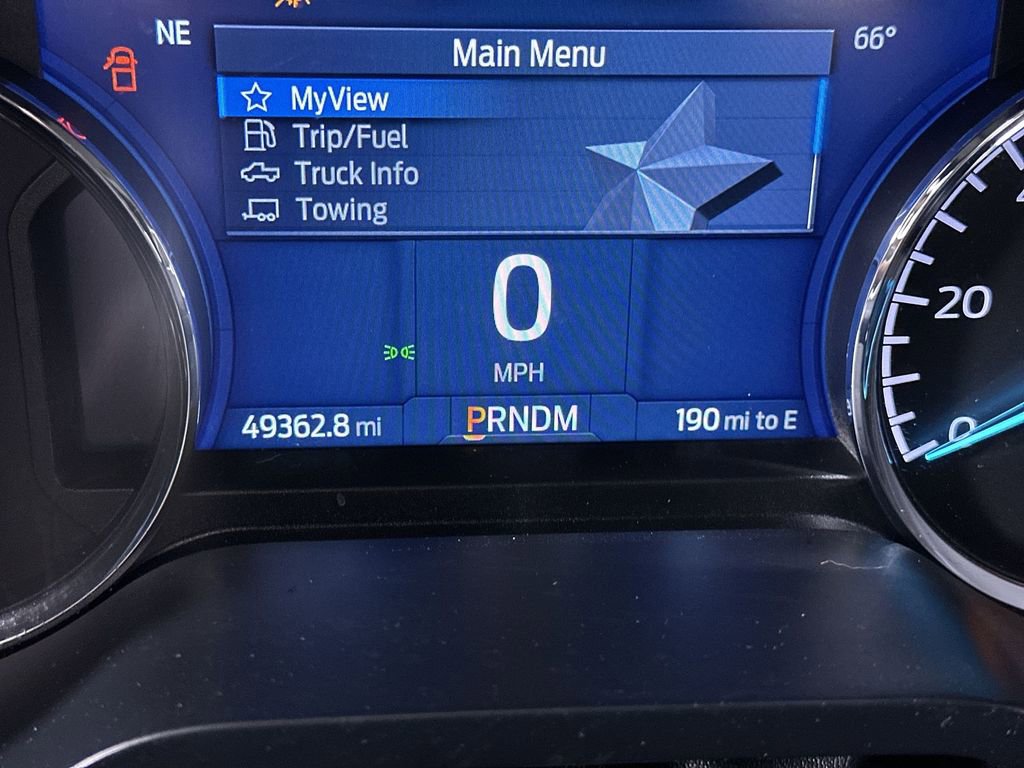 NE
Main Menu
66°
MyView
Trip/Fuel
Truck Info
Towing
0
MPH
49362.8 mi
PRNDM
190 mi to E
20
0